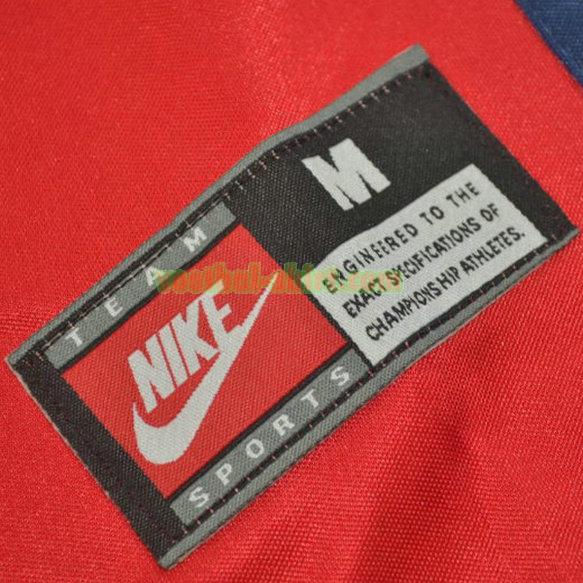 TEAM
NIKE
SPORTS
M
ENGINEERED TO THE
EXACT SPECIFICATIONS OF
CHAMPIONSHIP ATHLETES.